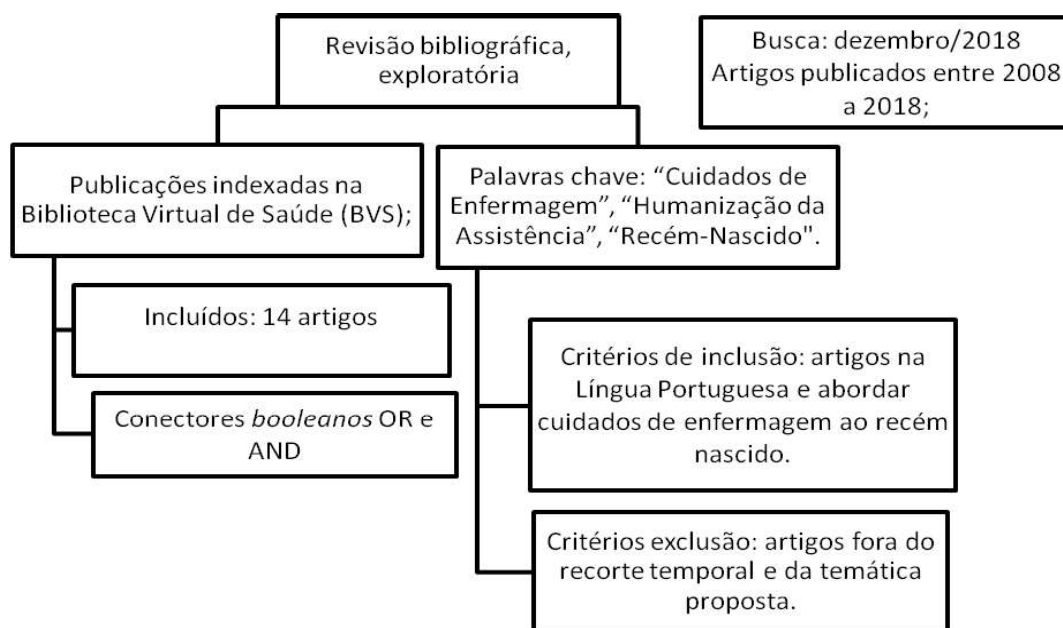 Revisão bibliográfica,
exploratória
Busca: dezembro/2018
Artigos publicados entre 2008
a 2018;
Publicações indexadas na
Biblioteca Virtual de Saúde (BVS);
Palavras chave: “Cuidados de
Enfermagem”, “Humanização da
Assistência”, “Recém-Nascido".
Incluídos: 14 artigos
Conectores booleanos OR e
AND
Critérios de inclusão: artigos na
Língua Portuguesa e abordar
cuidados de enfermagem ao recém
nascido.
Critérios exclusão: artigos fora do
recorte temporal e da temática
proposta.